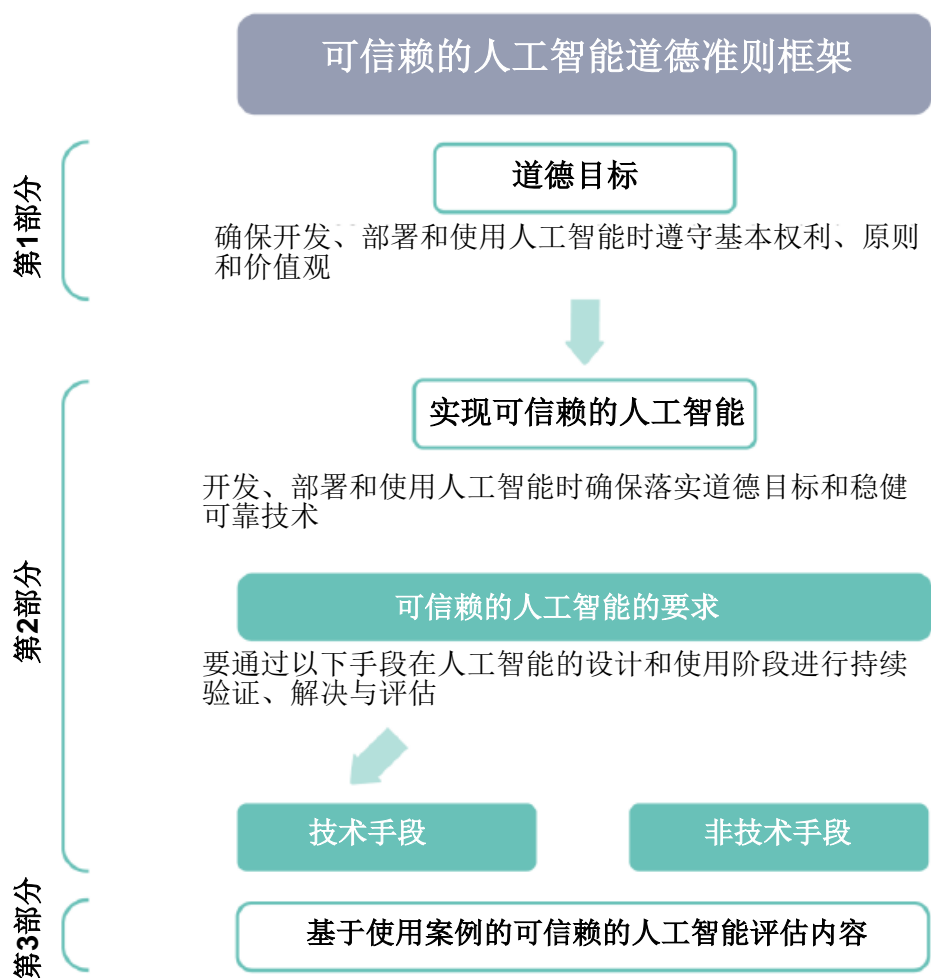 可信赖的人工智能道德准则框架
第1部分
道德目标
确保开发、部署和使用人工智能时遵守基本权利、原则
和价值观
第2部分
实现可信赖的人工智能
开发、部署和使用人工智能时确保落实道德目标和稳健
可靠技术
可信赖的人工智能的要求
要通过以下手段在人工智能的设计和使用阶段进行持续
验证、解决与评估
技术手段
非技术手段
第3部分
基于使用案例的可信赖的人工智能评估内容